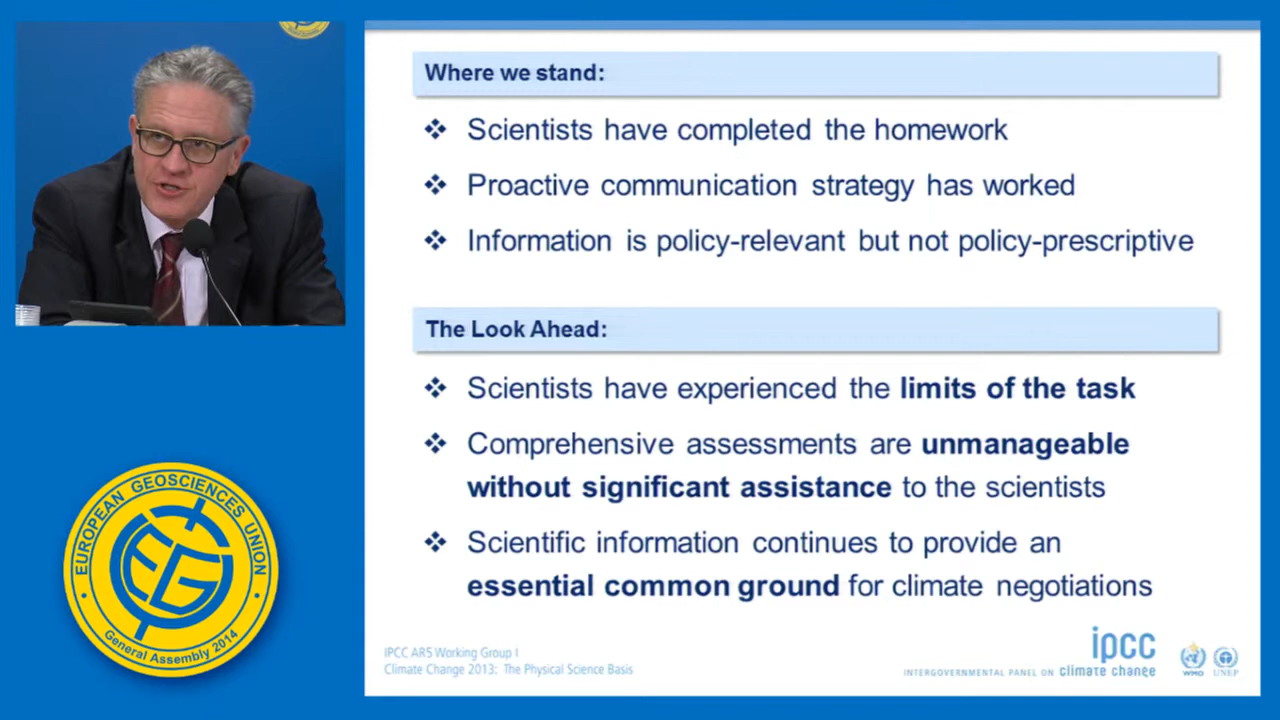 Where we stand:
Scientists have completed the homework
Proactive communication strategy has worked
Information is policy-relevant but not policy-prescriptive
The Look Ahead:
Scientists have experienced the limits of the task
Comprehensive assessments are unmanageable
without significant assistance to the scientists
Scientific information continues to provide an
essential common ground for climate negotiations
IPCC AR5 Working Group I
Climate Change 2013: The Physical Science Basis
ipcc
INTERGOVERNMENTAL PANEL ON climate change
WMO
UNEP
EUROPEAN GEOSCIENCES UNION
EGU
General Assembly 2014